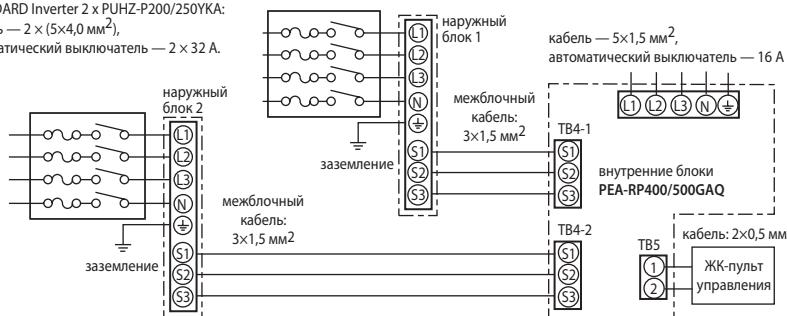 DARD Inverter 2 x PUHZ-P200/250YKA:
ь — 2 × (5×4,0 мм2),
матический выключатель — 2 × 32 А.
наружный
блок 1
L1
L2
L3
N
S1
S2
S3
заземление
межблочный
кабель:
3×1,5 мм2
кабель — 5×1,5 мм2,
автоматический выключатель — 16 А
L1 L2 L3 N
наружный
блок 2
L1
L2
L3
N
S1
S2
S3
заземление
межблочный
кабель:
3×1,5 мм2
TB4-1
S1
S2
S3
внутренние блоки
PEA-RP400/500GAQ
TB4-2
S1
S2
S3
TB5
1
2
кабель: 2×0,5 мм
ЖК-пульт
управления